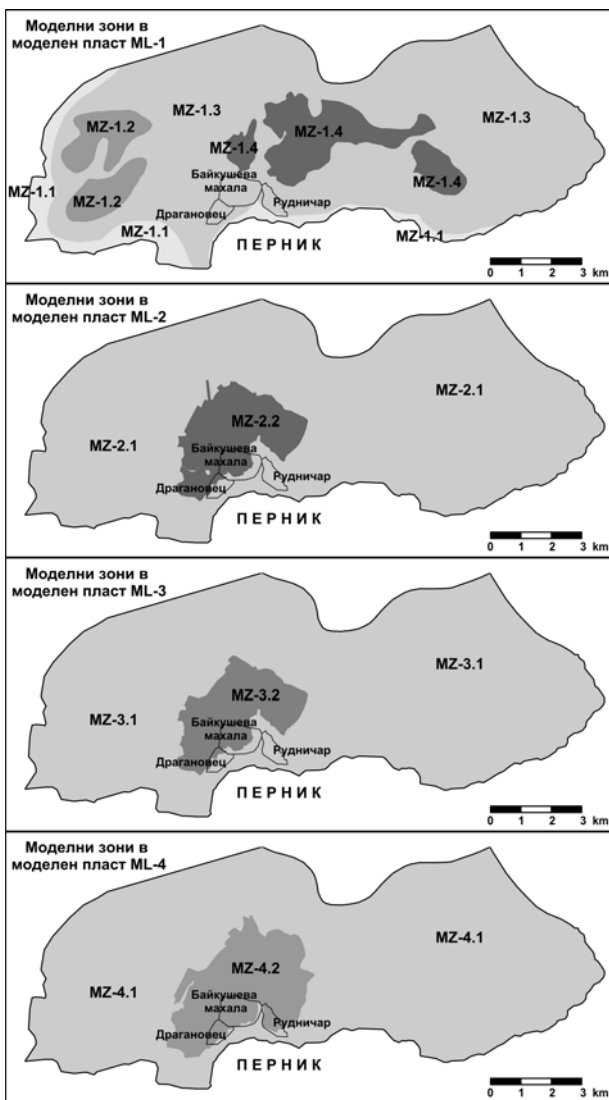 Моделни зони в
моделен пласт ML-1
MZ-1.2
MZ-1.3
MZ-1.4
MZ-1.3
MZ-1.4
MZ-1.4
MZ-1.1
MZ-1.2
Байкушева
махала
Рудничар
Драгановец
MZ-1.1
MZ-1.1
ПЕРНИК
0 1 2 3 km
Моделни зони в
моделен пласт ML-2
MZ-2.1
MZ-2.2
MZ-2.1
Байкушева
махала
Рудничар
Драгановец
ПЕРНИК
0 1 2 3 km
Моделни зони в
моделен пласт ML-3
MZ-3.1
MZ-3.2
MZ-3.1
Байкушева
махала
Рудничар
Драгановец
ПЕРНИК
0 1 2 3 km
Моделни зони в
моделен пласт ML-4
MZ-4.1
MZ-4.2
MZ-4.1
Байкушева
махала
Рудничар
Драгановец
ПЕРНИК
0 1 2 3 km